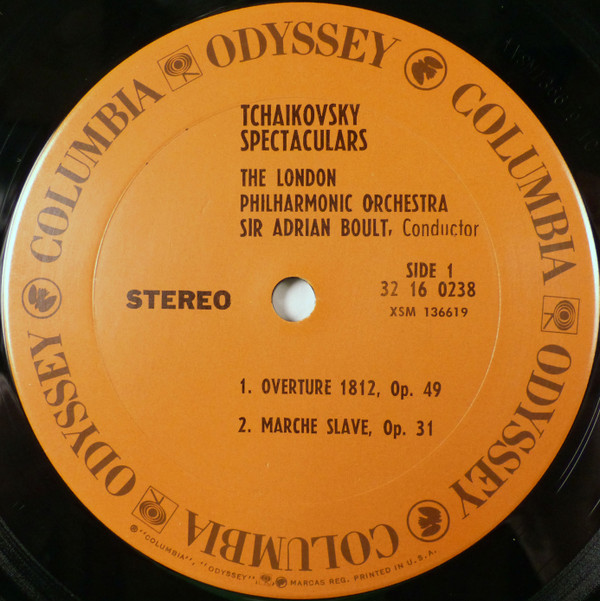 COLUMBIA ODYSSEY COLUMBIA ODYSSEY COLUMBIA ODYSSEY
TCHAIKOVSKY
SPECTACULARS
THE LONDON
PHILHARMONIC ORCHESTRA
SIR ADRIAN BOULT, Conductor
SIDE 1
STEREO
32 16 0238
XSM 136619
1. OVERTURE 1812, Op. 49
2. MARCHE SLAVE, Op. 31
"COLUMBIA", "ODYSSEY", MARCAS REG. PRINTED IN U.S.A.